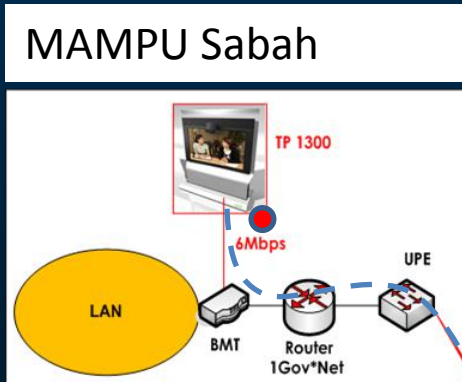 MAMPU Sabah
TP 1300
6Mbps
UPE
LAN
BMT
Router
1Gov*Net